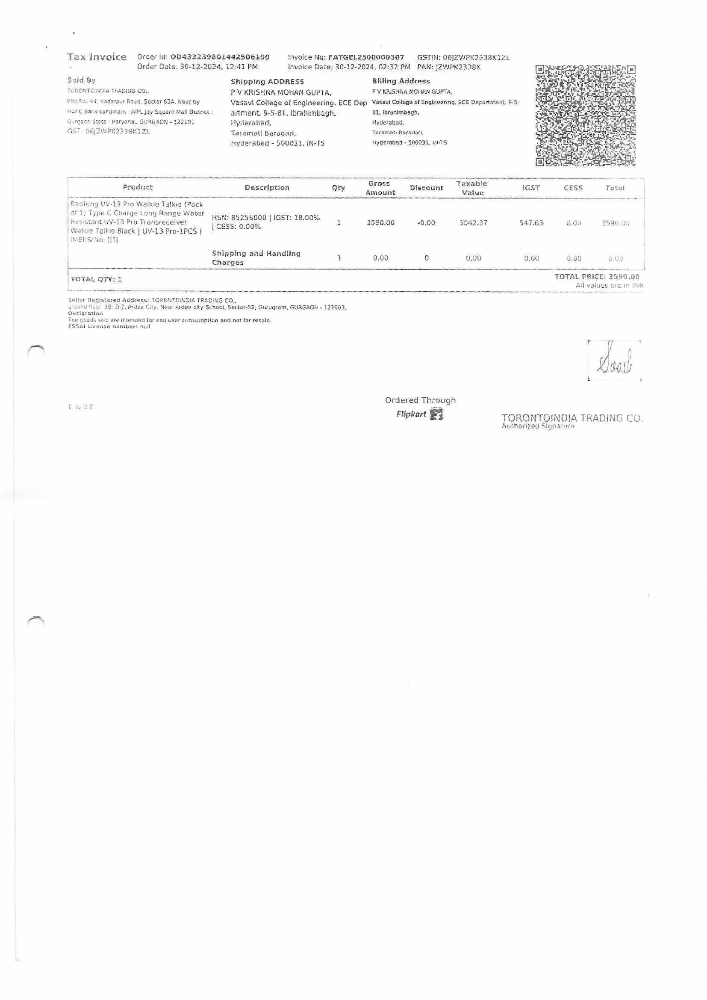 Tax Invoice
Order Id: OD433239801442506100
Order Date: 30-12-2024, 12:41 PM
Invoice No: FATGEL2500000307
Invoice Date: 30-12-2024, 02:32 PM
GSTIN: 06JZWPK2338K1ZL
PAN: JZWPK2338K
Sold By
TORONTOINDIA TRADING CO.,
Plot No. 84, Kadarpur Road, Sector 63A, Near by
HDFC Bank Landmark : AIPL Joy Square Mall District :
Gurgaon State : Haryana., GURGAON - 122101
GST: 06JZWPK2338K1ZL
Shipping ADDRESS
P V KRISHNA MOHAN GUPTA,
Vasavi College of Engineering, ECE Dep
artment, 9-5-81, Ibrahimbagh,
Hyderabad,
Taramati Baradari,
Hyderabad - 500031, IN-TS
Billing Address
P V KRISHNA MOHAN GUPTA,
Vasavi College of Engineering, ECE Department, 9-5-
81, Ibrahimbagh,
Hyderabad,
Taramati Baradari,
Hyderabad - 500031, IN-TS
Product Description Qty Gross Amount Discount Taxable Value IGST CESS Total
Baofeng UV-13 Pro Walkie Talkie (Pack
of 1) Type C Charge Long Range Water
Resistant UV-13 Pro Transreceiver
Walkie Talkie Black | UV-13 Pro-1PCS |
IMEI/SrNo: [[]]
HSN: 85256000 | IGST: 18.00%
| CESS: 0.00%
1 3590.00 -0.00 3042.37 547.63 0.00 3590.00
Shipping and Handling
Charges
1 0.00 0 0.00 0.00 0.00 0.00
TOTAL QTY: 1
TOTAL PRICE: 3590.00
All values are in INR
Seller Registered Address: TORONTOINDIA TRADING CO.,
ground floor, 1B, D-2, Ardee City, Near Ardee city School, Sector-52, Gurugram, GURGAON - 122003.
Declaration
The goods sold are intended for end user consumption and not for resale.
FSSAI License number: null
E & O E
Ordered Through
Flipkart
TORONTOINDIA TRADING CO.
Authorized Signature